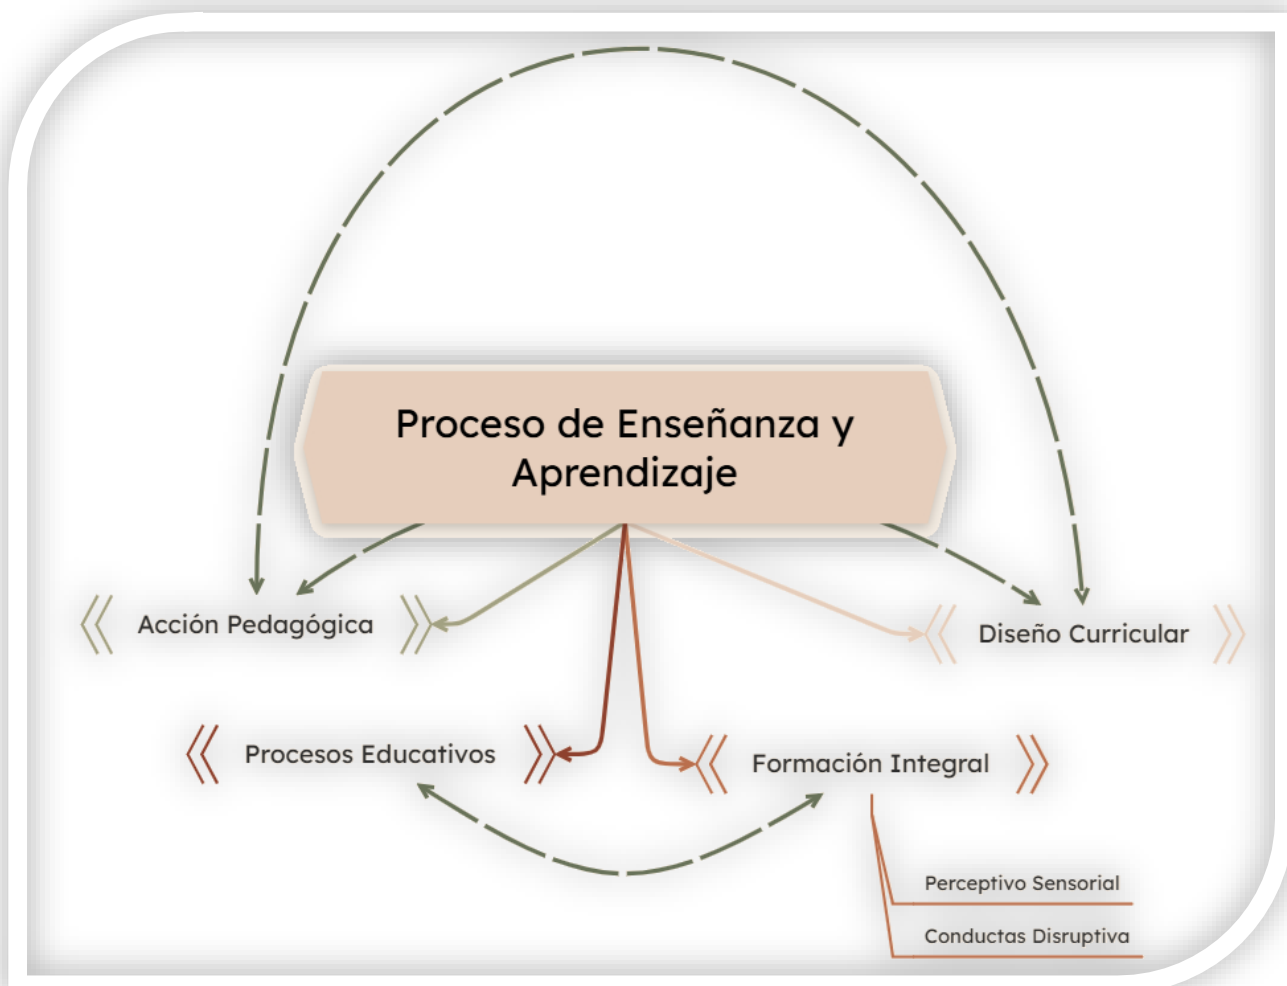 Proceso de Enseñanza y
Aprendizaje
Acción Pedagógica
Diseño Curricular
Procesos Educativos
Formación Integral
Perceptivo Sensorial
Conductas Disruptiva